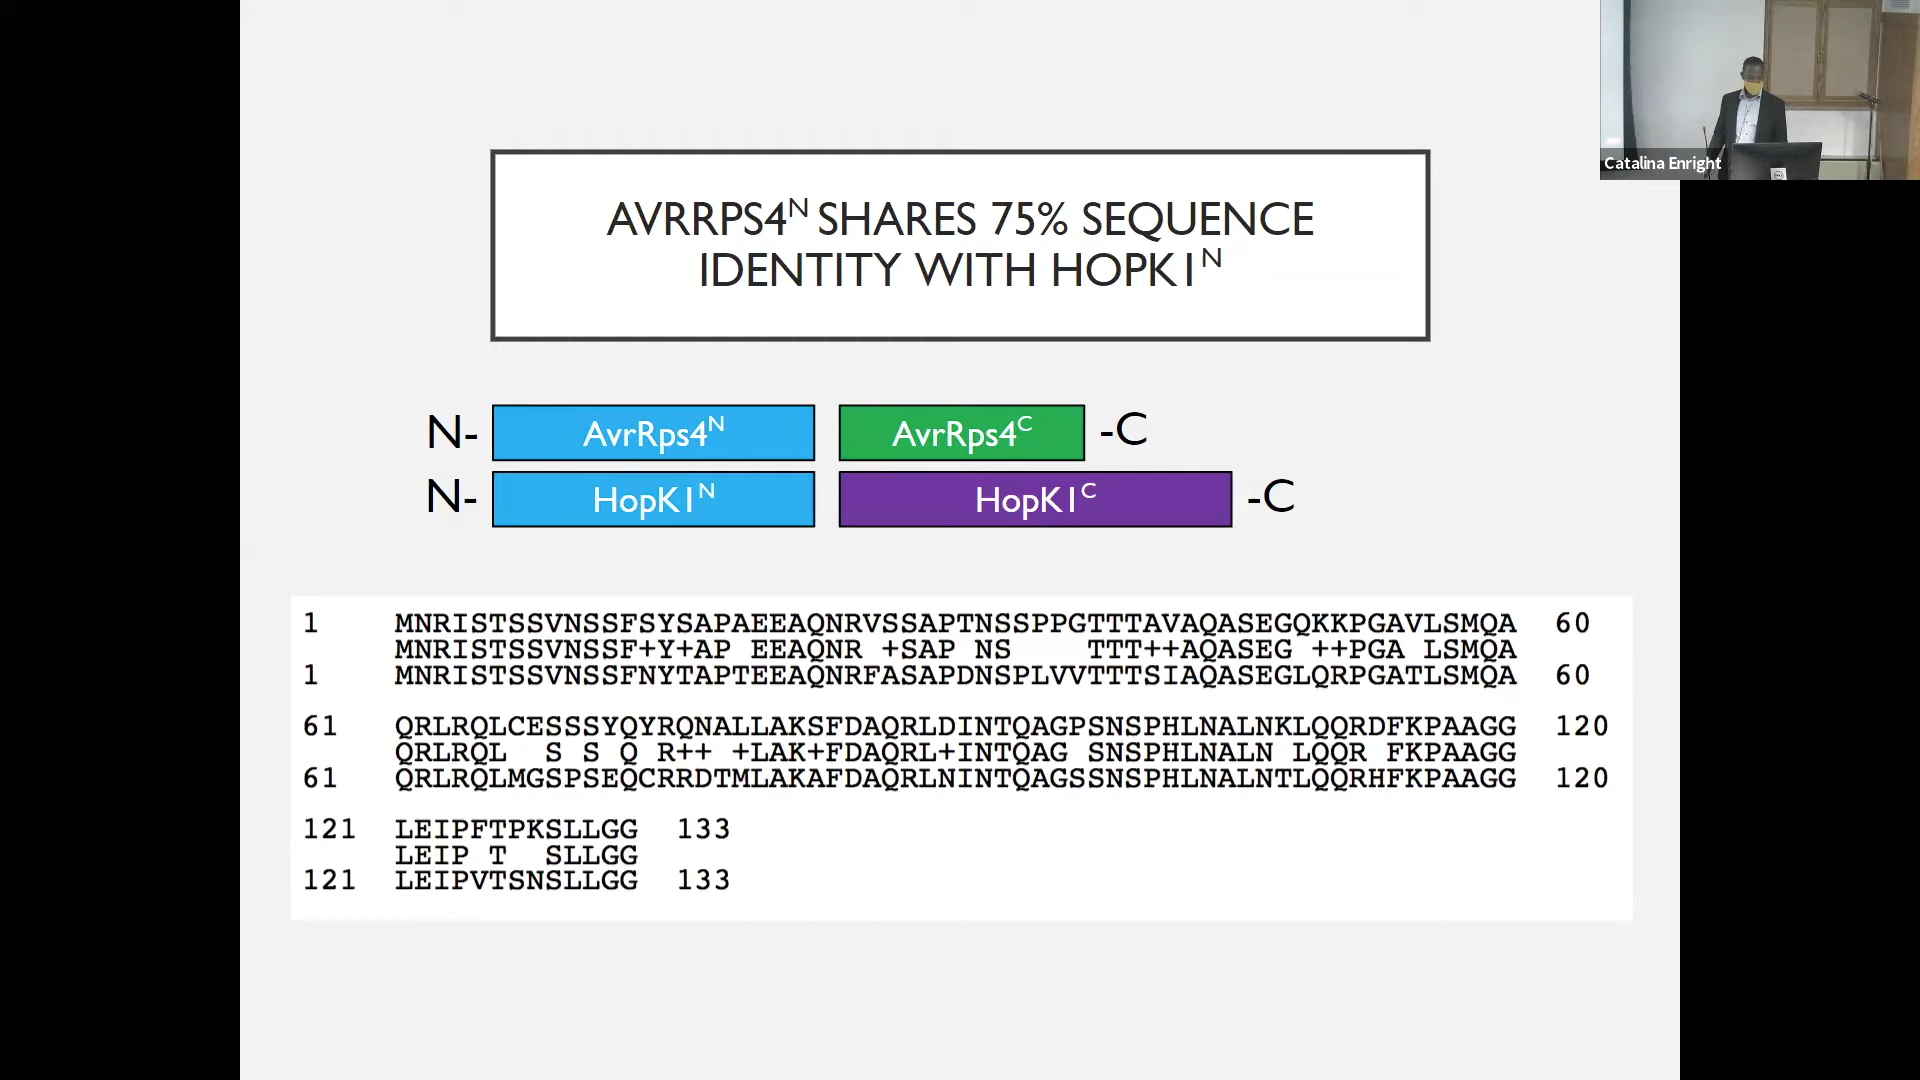 AVRRPS4ᴺ SHARES 75% SEQUENCE
IDENTITY WITH HOPK1ᴺ
Catalina Enright
N- AvrRps4ᴺ AvrRps4ᶜ -C
N- HopK1ᴺ HopK1ᶜ -C
1 MNRISTSSVNSSFSYSAPAEEAQNRVSSAPTNSSPPGTTTAVAQASEGQKKPGAVLSMQA 60
MNRISTSSVNSSF+Y+AP EEAQNR +SAP NS    TTT++AQASEG ++PGA LSMQA
1 MNRISTSSVNSSFNYTAPTEEAQNRFASAPDNSPLVVTTTSIAQASEGLQRPGATLSMQA 60
61 QRLRQLCESSSYQYRQNALLAKSFDAQRLDINTQAGPSNSPHLNALNKLQQRDFKPAAGG 120
QRLRQL  S S Q R++ +LAK+FDAQRL+INTQAG SNSPHLNALN LQQR FKPAAGG
61 QRLRQLMGSPSEQCRRDTMLAKAFDAQRLNINTQAGSSNSPHLNALNTLQQRHFKPAAGG 120
121 LEIPFTPKSLLGG 133
LEIP T  SLLGG
121 LEIPVTSNSLLGG 133